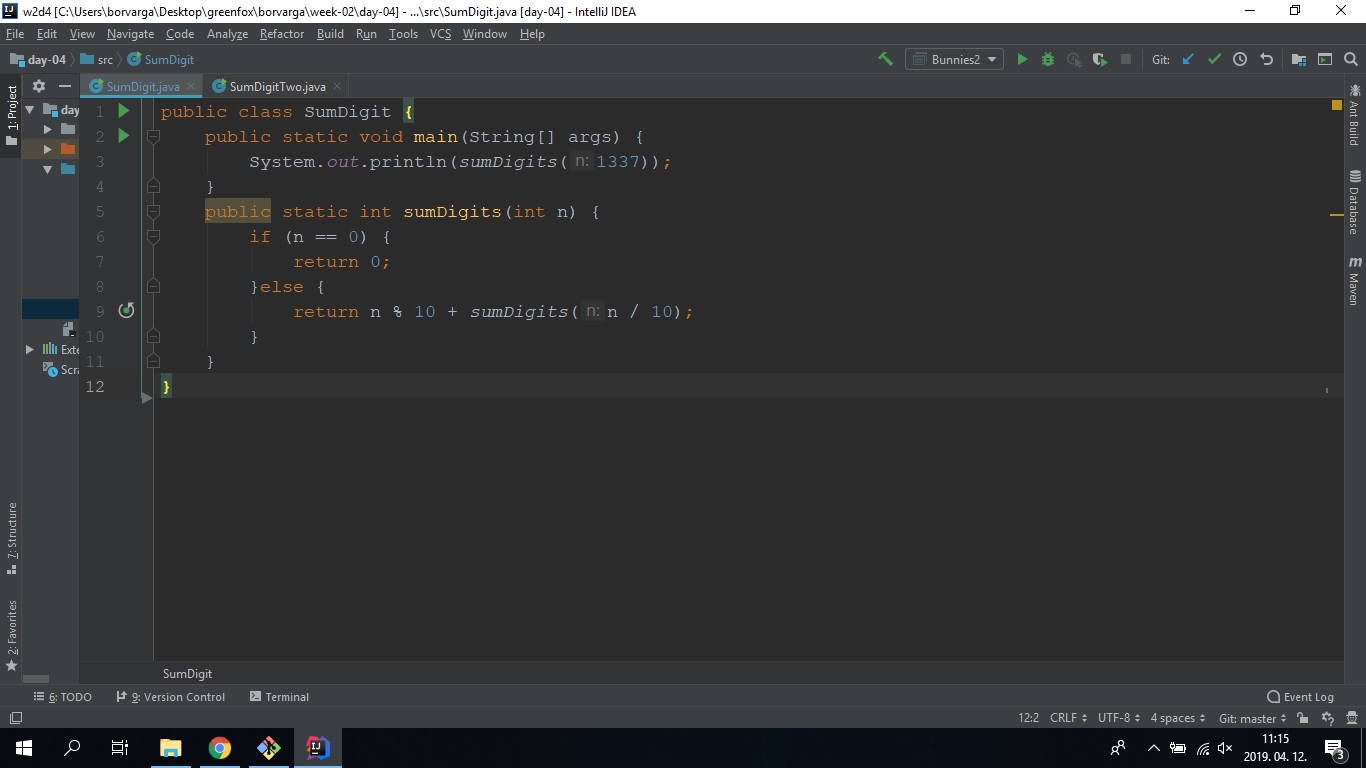 w2d4 [C:\Users\borvarga\Desktop\greenfox\borvarga\week-02\day-04] - ...\src\SumDigit.java [day-04] - IntelliJ IDEA
File Edit View Navigate Code Analyze Refactor Build Run Tools VCS Window Help
day-04 src SumDigit Bunnies2 Git:
SumDigit.java SumDigitTwo.java
1: Project
day
Exte
Scra
7: Structure
2: Favorites
1 public class SumDigit {
2 public static void main(String[] args) {
3 System.out.println(sumDigits( n: 1337));
4 }
5 public static int sumDigits(int n) {
6 if (n == 0) {
7 return 0;
8 }else {
9 return n % 10 + sumDigits( n: n / 10);
10 }
11 }
12 }
Ant Build
Database
m Maven
SumDigit
6: TODO 9: Version Control Terminal Event Log
12:2 CRLF UTF-8 4 spaces Git: master
11:15
2019. 04. 12.
3